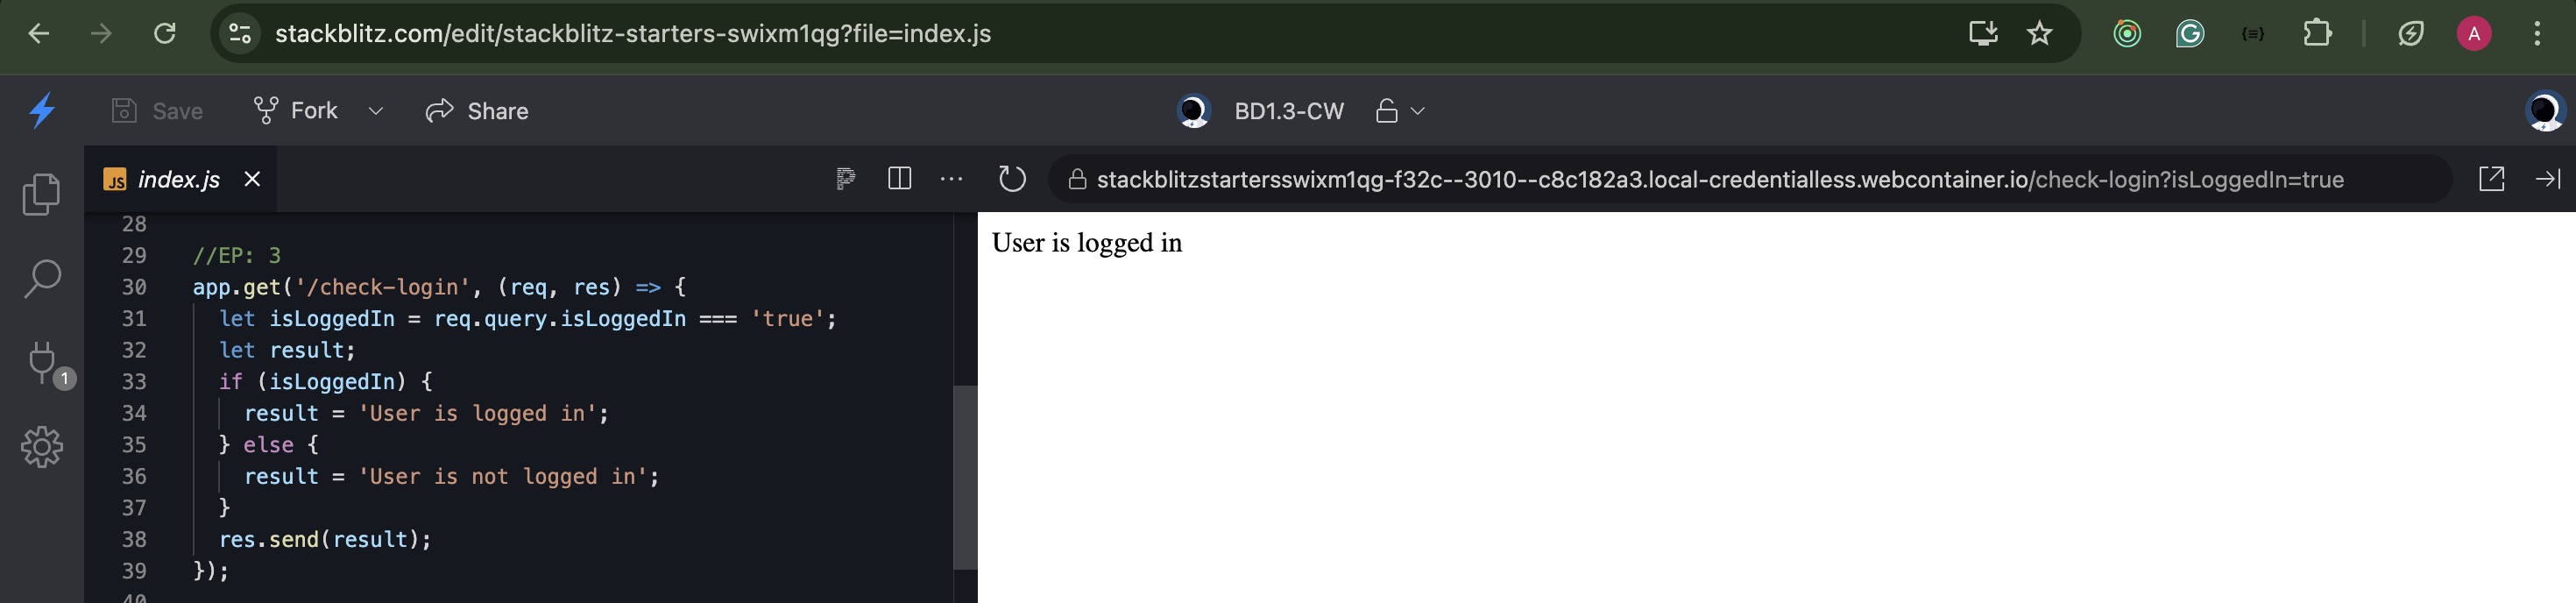 stackblitz.com/edit/stackblitz-starters-swixm1qg?file=index.js
G
{≡}
A
Save Fork Share BD1.3-CW
JS index.js
stackblitzstartersswixm1qg-f32c--3010--c8c182a3.local-credentialless.webcontainer.io/check-login?isLoggedIn=true
28
29 //EP: 3
30 app.get('/check-login', (req, res) => {
31 let isLoggedIn = req.query.isLoggedIn === 'true';
32 let result;
33 if (isLoggedIn) {
34 result = 'User is logged in';
35 } else {
36 result = 'User is not logged in';
37 }
38 res.send(result);
39 });
40
1
User is logged in